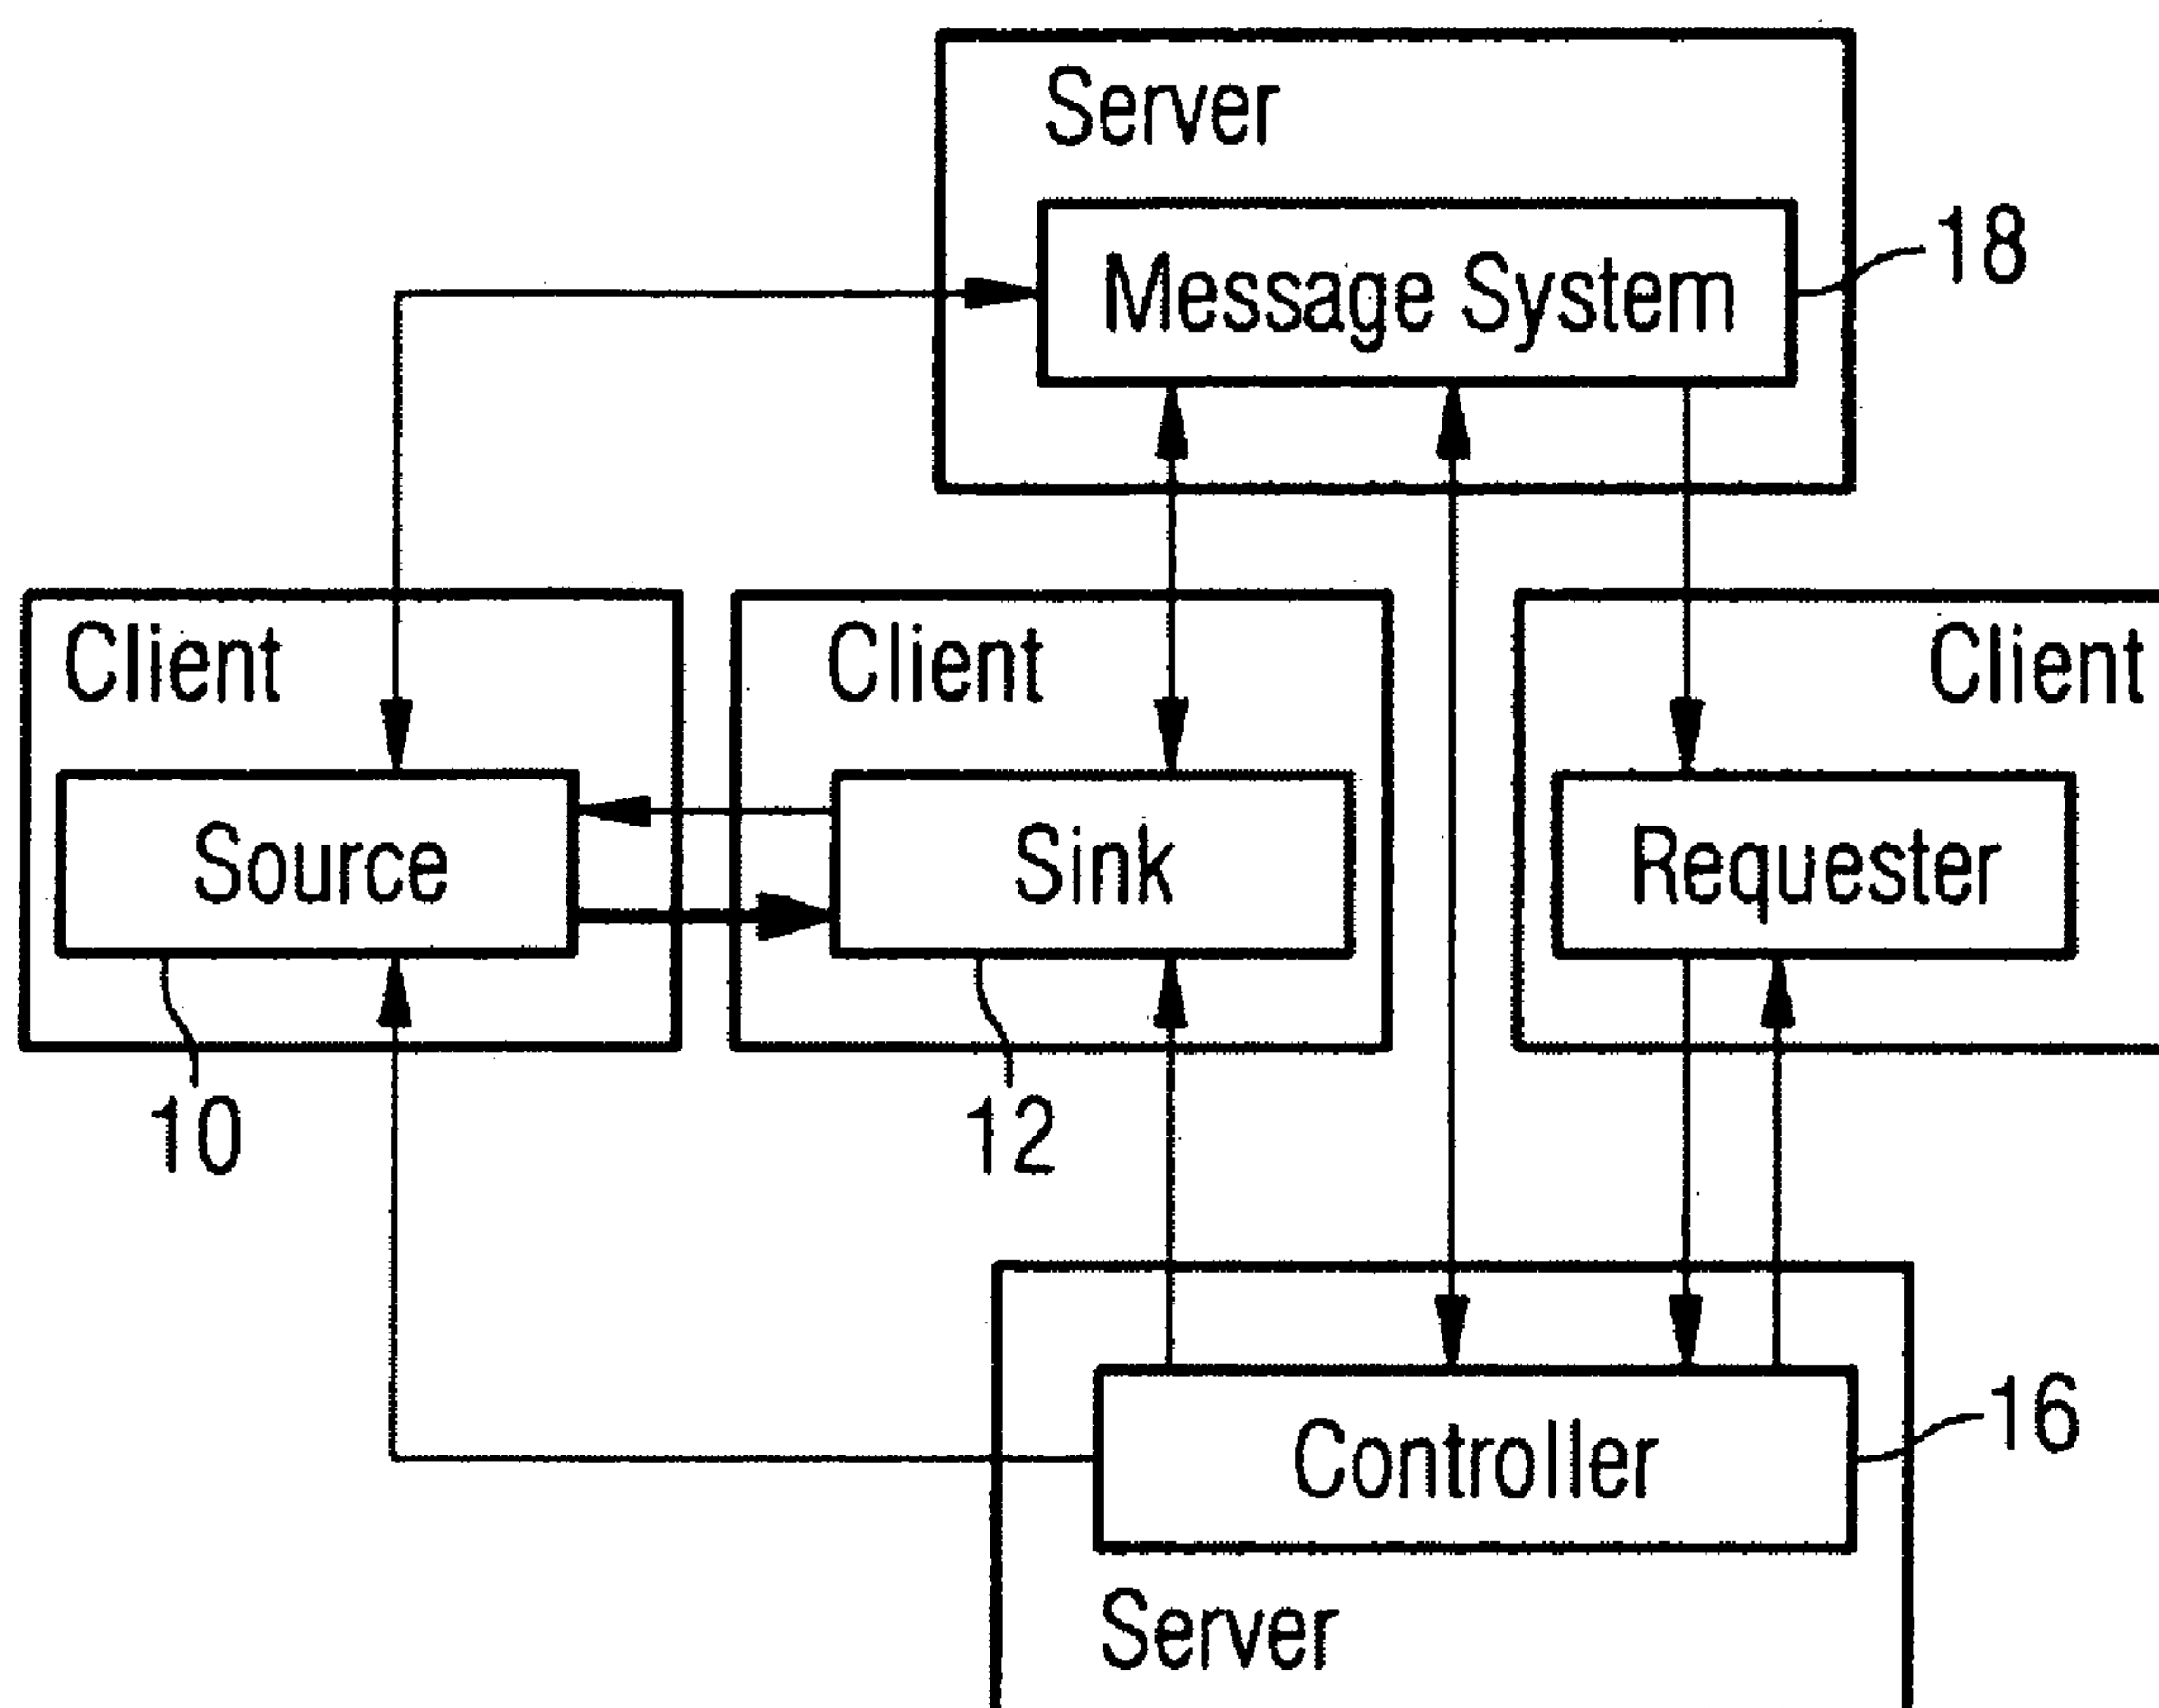 Server
Message System
18
Client
Client
Client
Source
Sink
Requester
10
12
Controller
16
Server